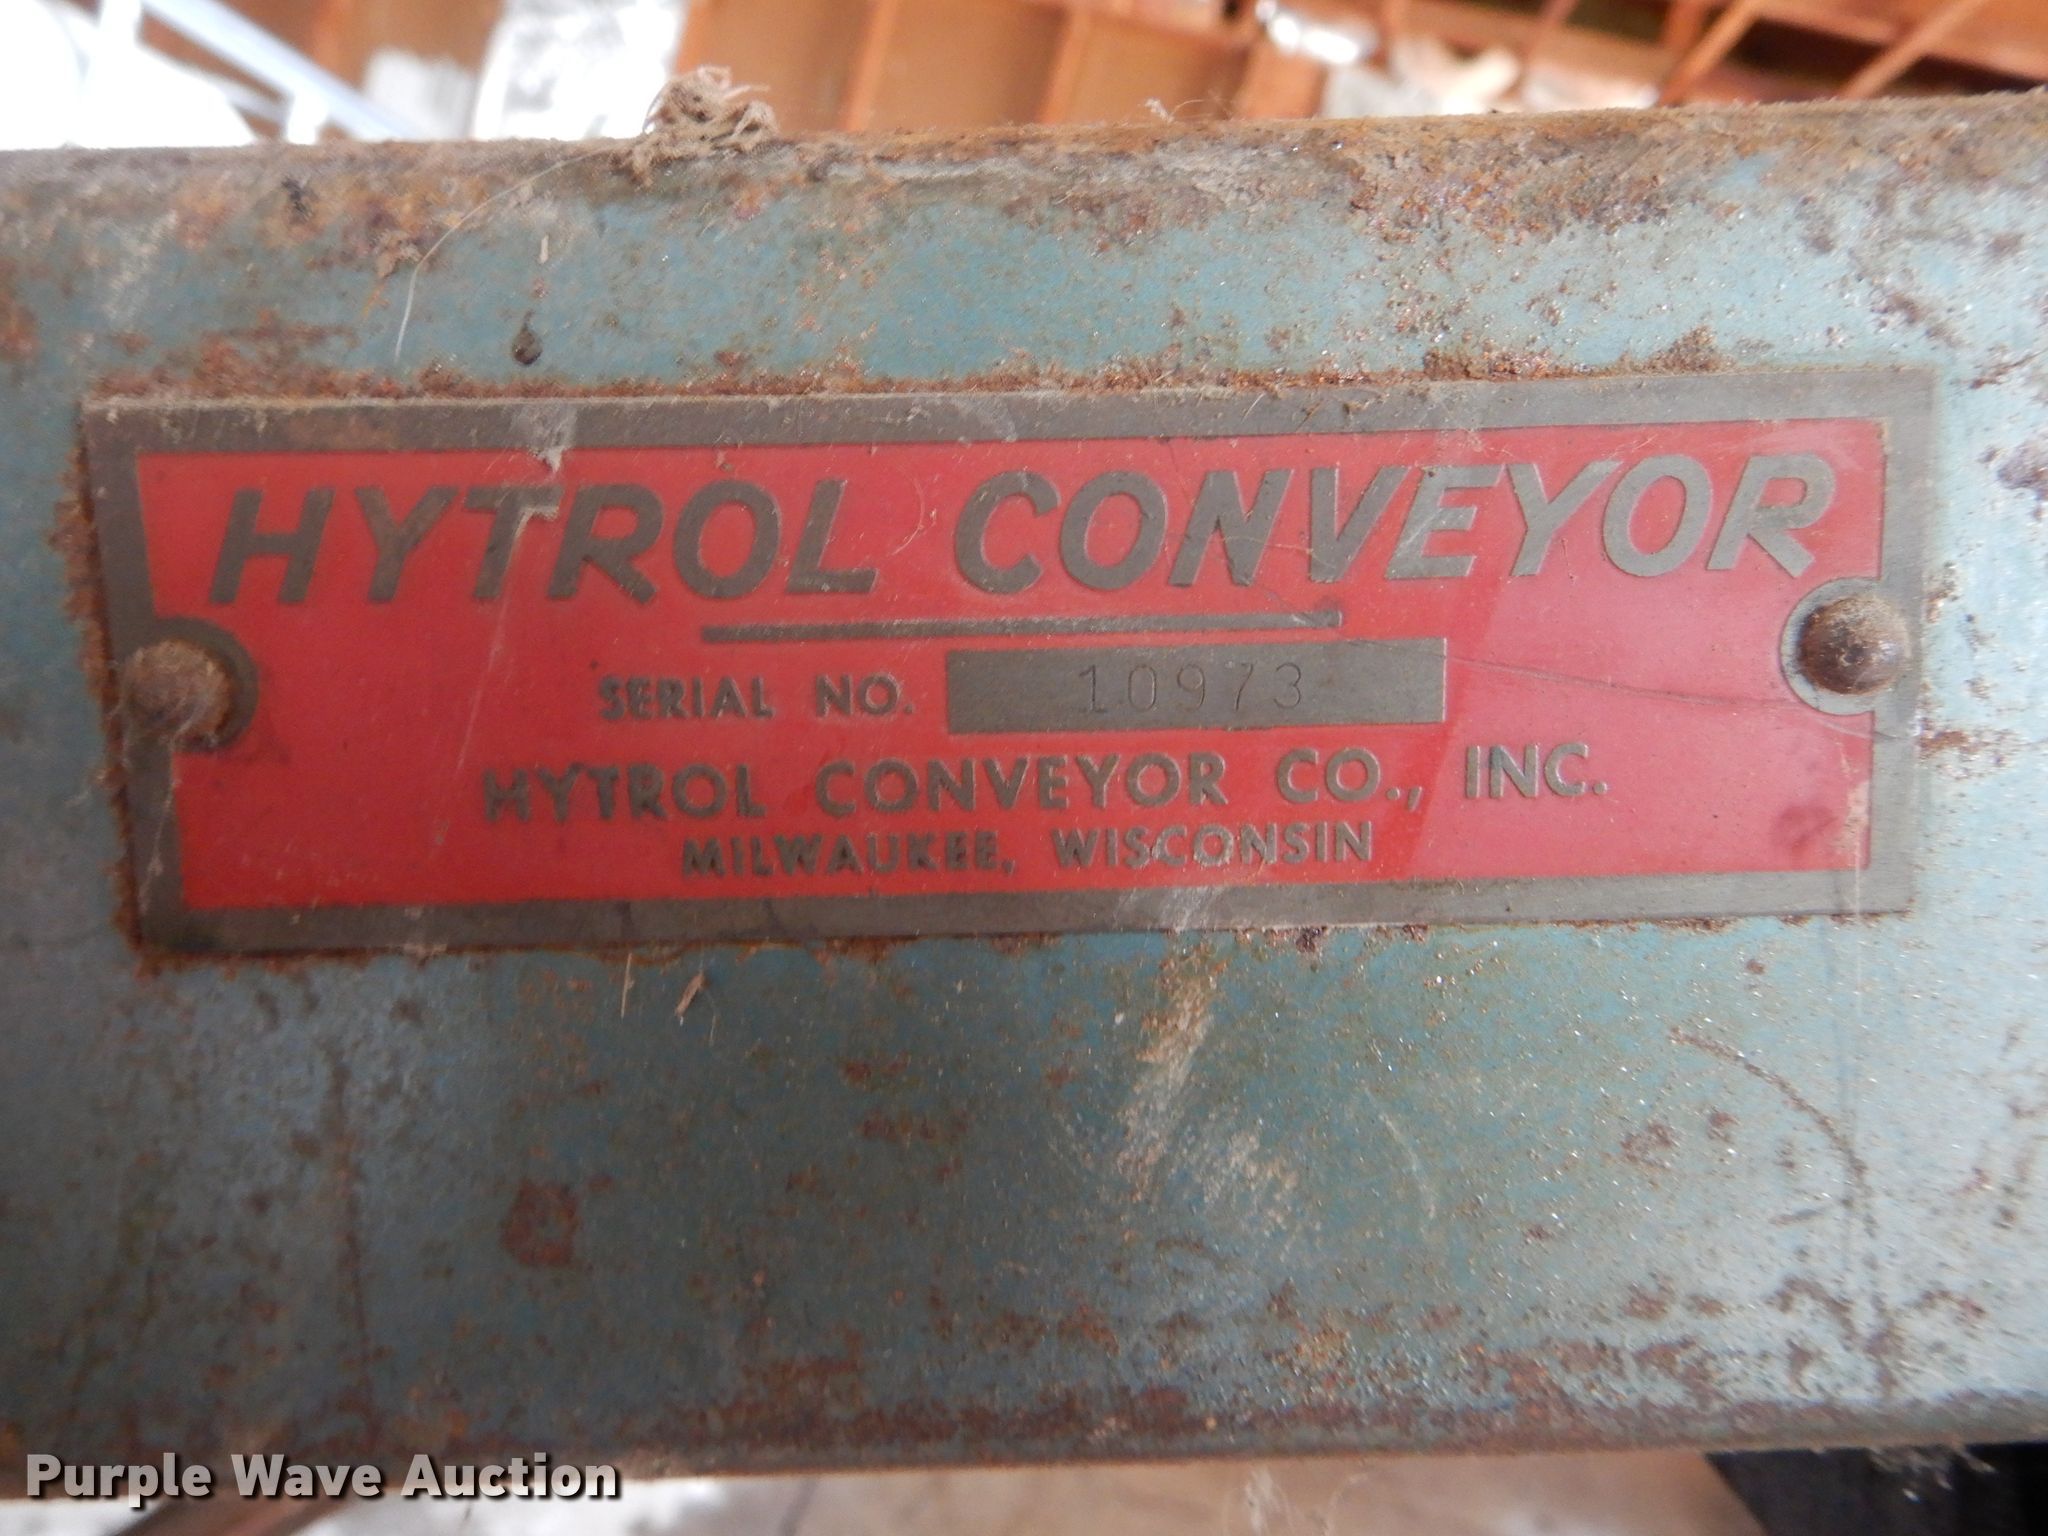 HYTROL CONVEYOR
SERIAL NO. 10973
HYTROL CONVEYOR CO., INC.
MILWAUKEE, WISCONSIN
Purple Wave Auction